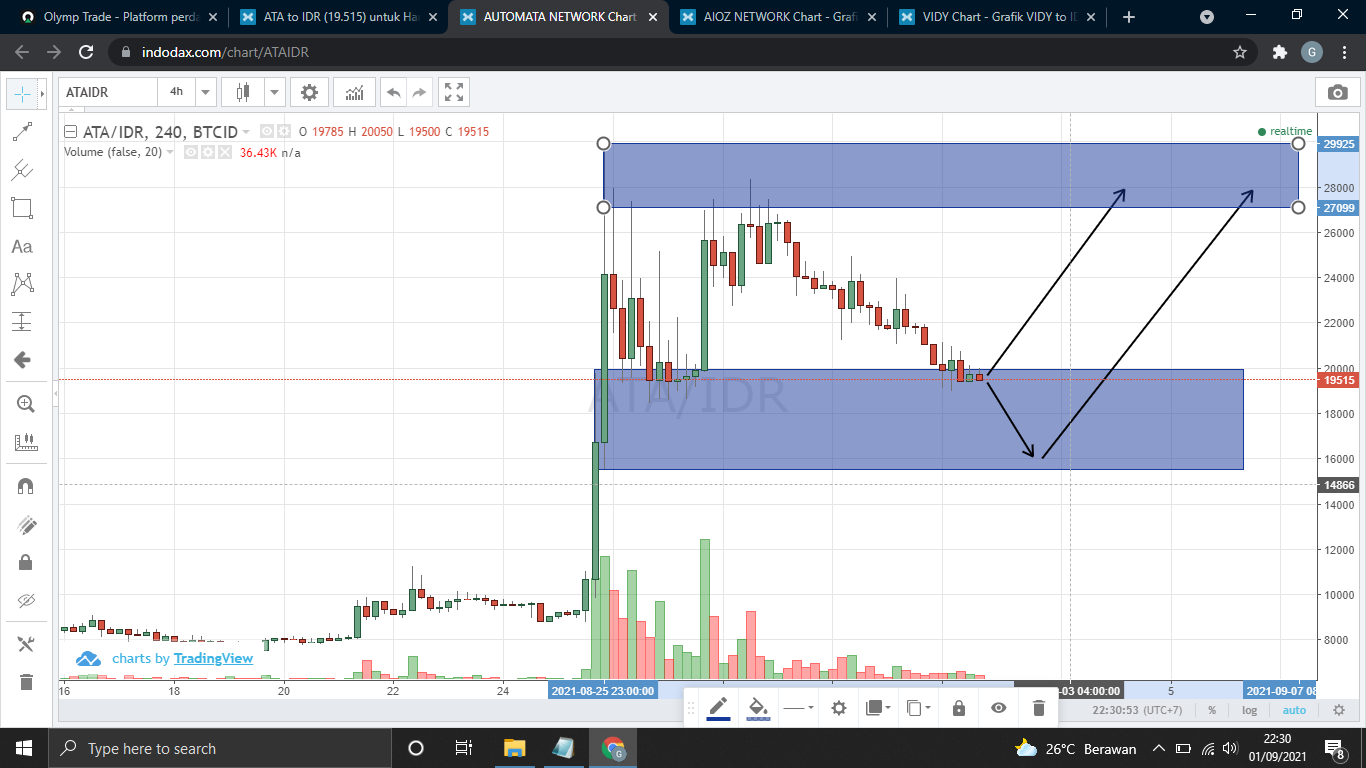 Olymp Trade - Platform perda
ATA to IDR (19.515) untuk Ha
AUTOMATA NETWORK Chart
AIOZ NETWORK Chart - Grafi
VIDY Chart - Grafik VIDY to I
indodax.com/chart/ATAIDR
G
ATAIDR
4h
ATA/IDR, 240, BTCID
O 19785 H 20050 L 19500 C 19515
realtime
Volume (false, 20)
36.43K n/a
29925
28000
27099
26000
24000
22000
20000
19515
18000
16000
14866
14000
12000
10000
8000
ATA/IDR
Aa
charts by TradingView
16
18
20
22
24
2021-08-25 23:00:00
-03 04:00:00
5
2021-09-07 08
22:30:53 (UTC+7)
%
log
auto
Type here to search
G
26°C Berawan
22:30
01/09/2021
8